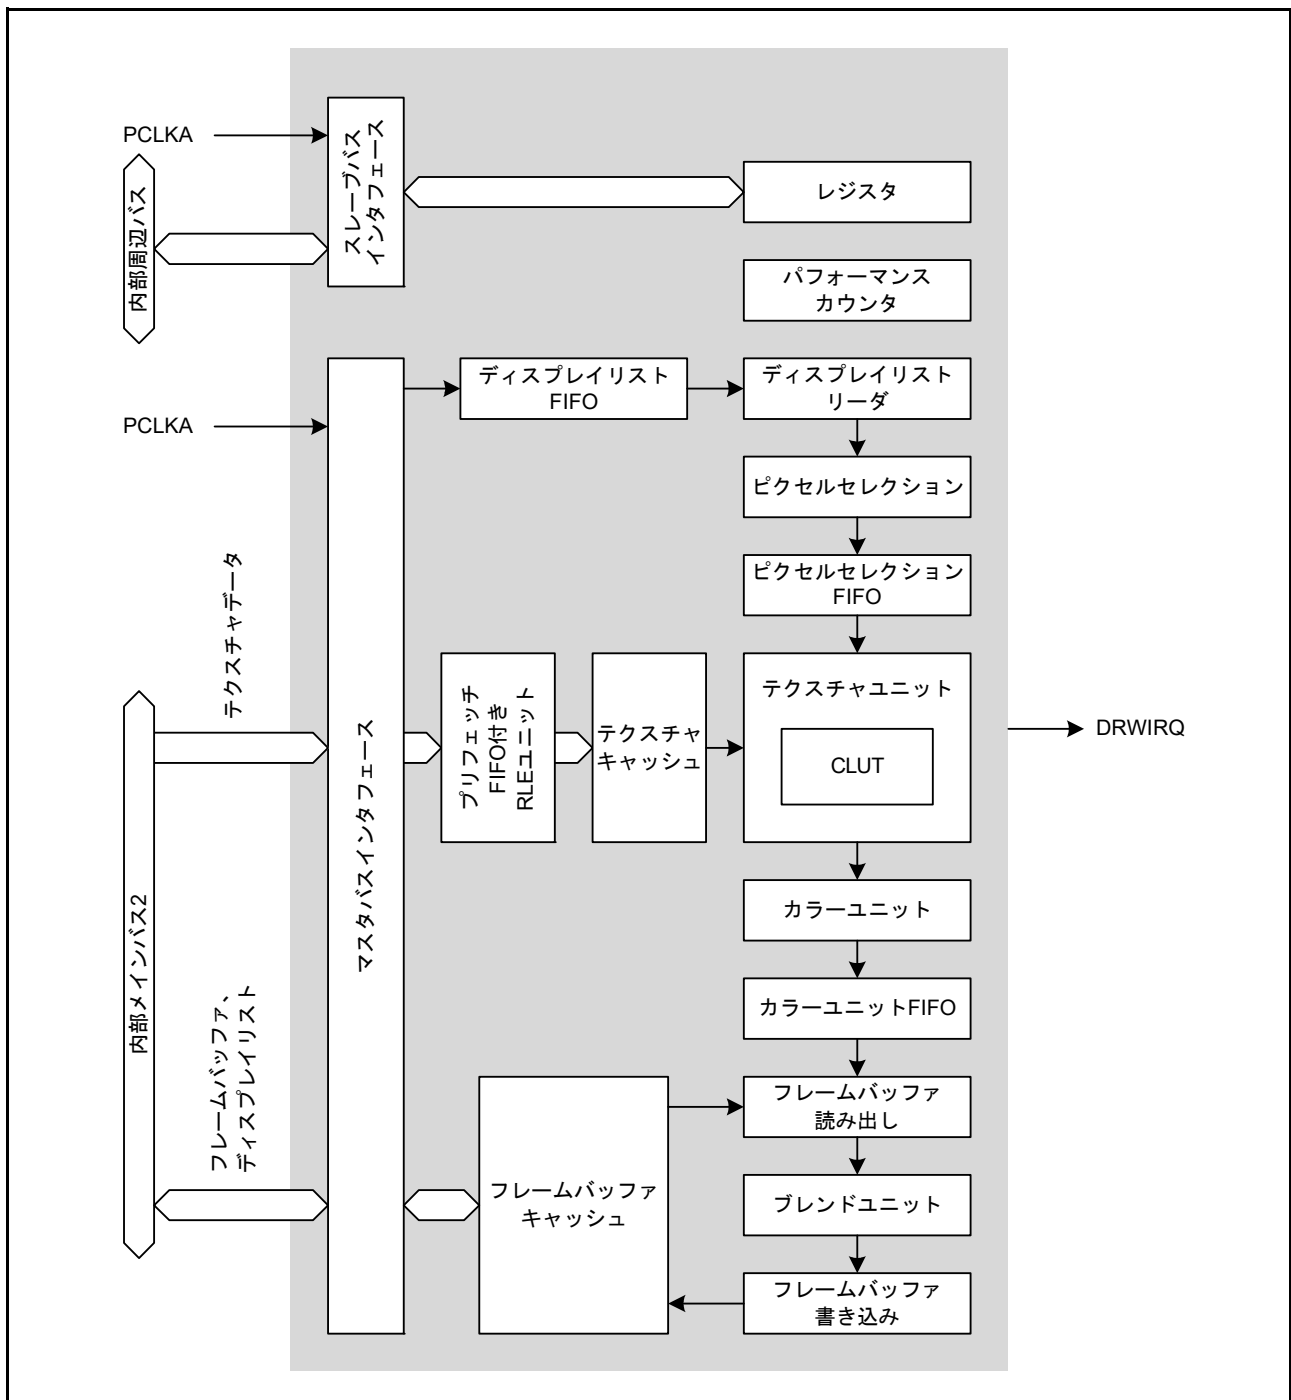 PCLKA
内部周辺バス
スレーブバス
インタフェース
レジスタ
パフォーマンス
カウンタ
PCLKA
ディスプレイリスト
FIFO
ディスプレイリスト
リーダ
ピクセルセレクション
ピクセルセレクション
FIFO
テクスチャデータ
内部メインバス2
フレームバッファ、
ディスプレイリスト
マスタバスインタフェース
プリフェッチ
FIFO付き
RLEユニット
テクスチャ
キャッシュ
テクスチャユニット
CLUT
DRWIRQ
カラーユニット
カラーユニットFIFO
フレームバッファ
キャッシュ
フレームバッファ
読み出し
ブレンドユニット
フレームバッファ
書き込み